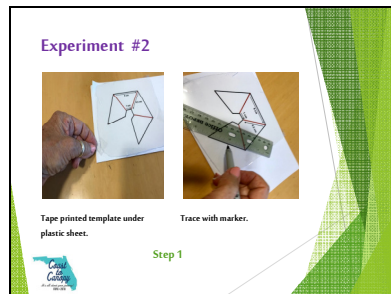 Experiment #2
Tape printed template under
plastic sheet.
Trace with marker.
Step 1
Coast
to
Canopy